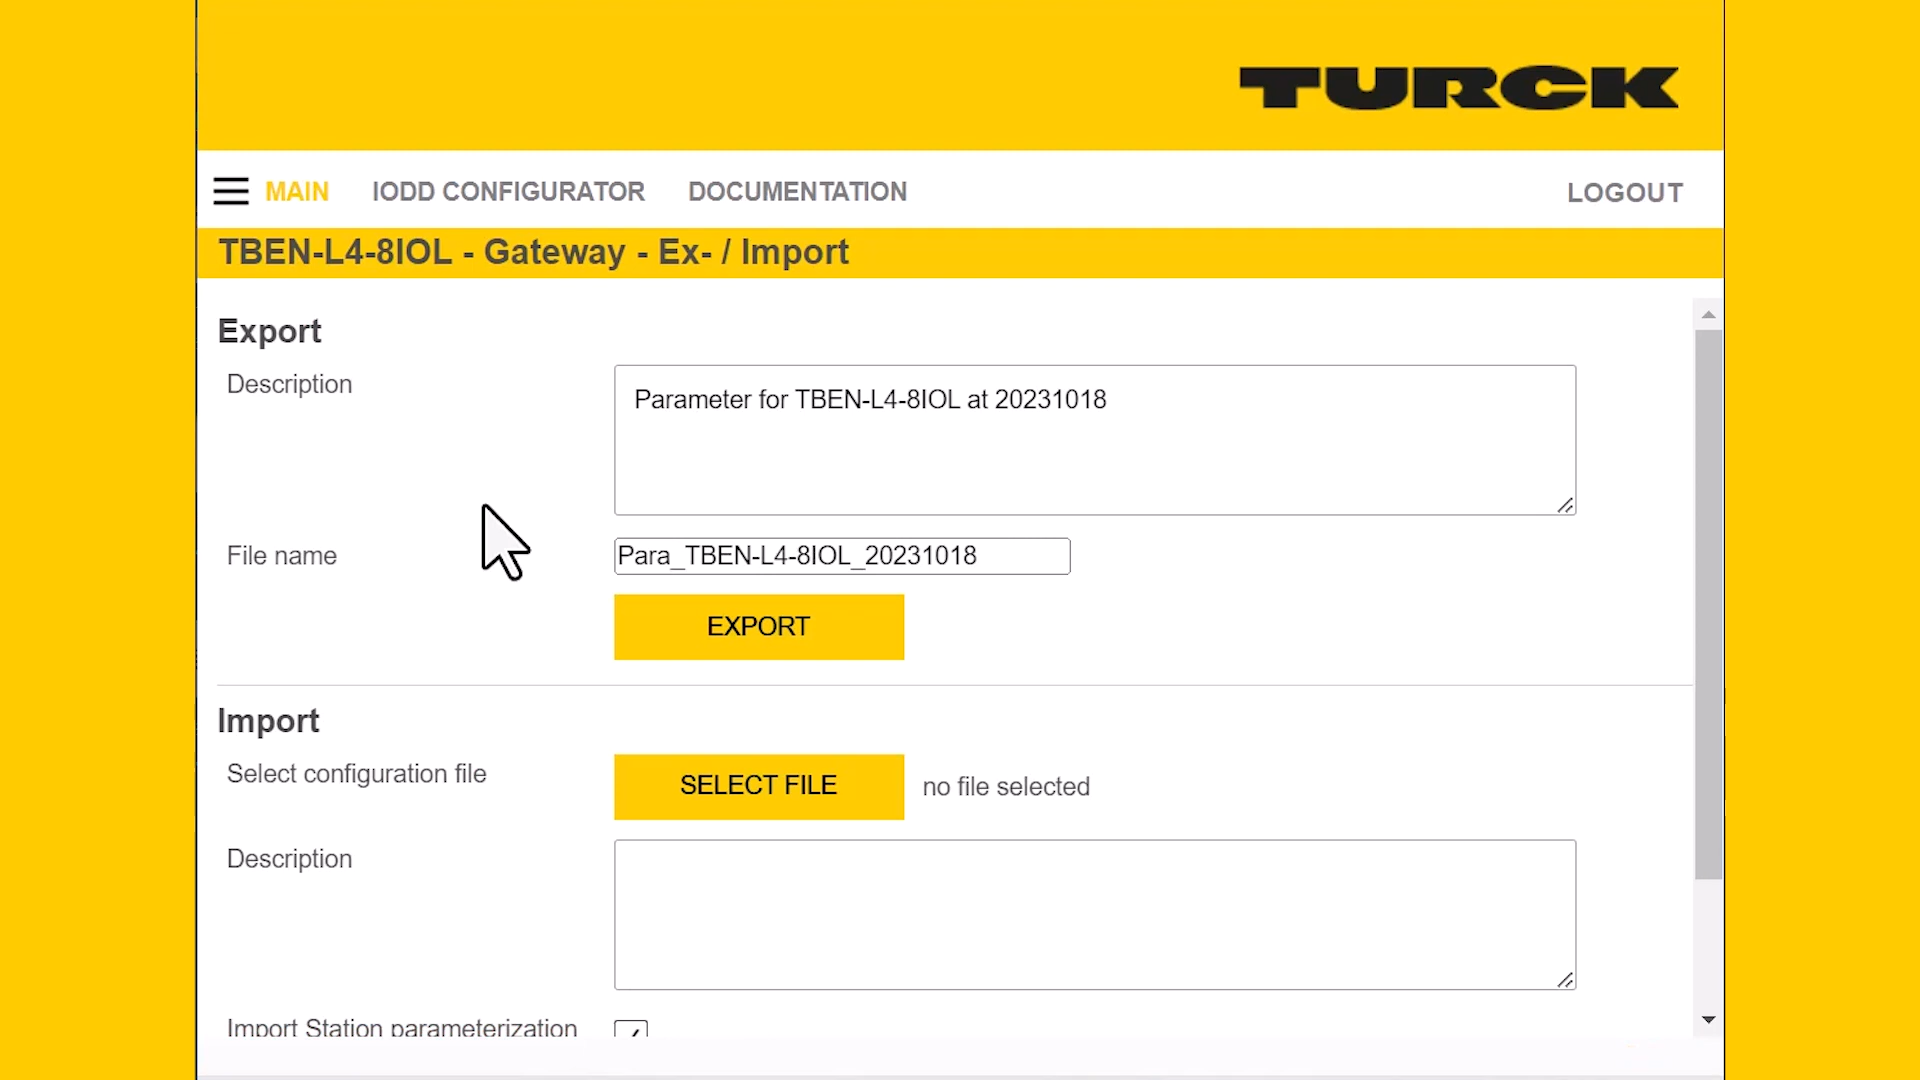 TURCK
MAIN IODD CONFIGURATOR DOCUMENTATION LOGOUT
TBEN-L4-8IOL - Gateway - Ex- / Import
Export
Description
Parameter for TBEN-L4-8IOL at 20231018
File name
Para_TBEN-L4-8IOL_20231018
EXPORT
Import
Select configuration file
SELECT FILE no file selected
Description
Import Station parameterization